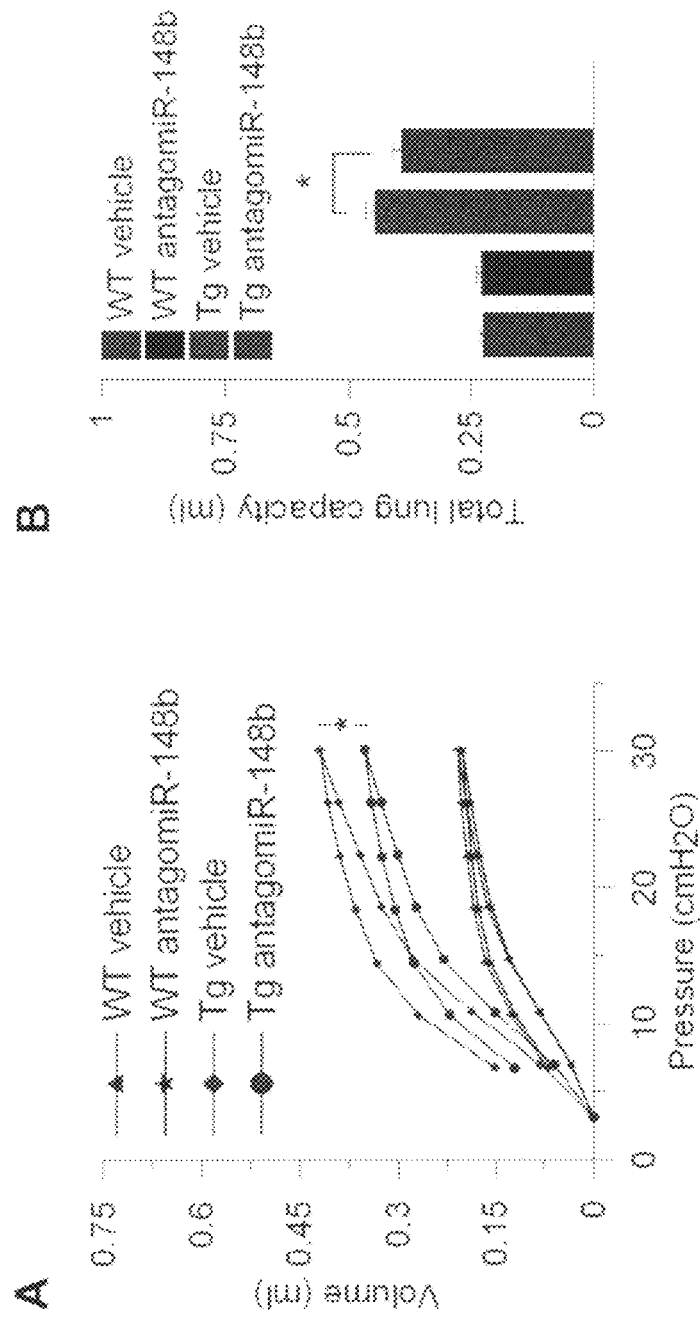 A
Volume (ml)
0.75
0.6
0.45
0.3
0.15
0
WT vehicle
WT antagomiR-148b
Tg vehicle
Tg antagomiR-148b
*
0
10
20
30
Pressure (cmH2O)
B
Total lung capacity (ml)
1
0.75
0.5
0.25
0
WT vehicle
WT antagomiR-148b
Tg vehicle
Tg antagomiR-148b
*